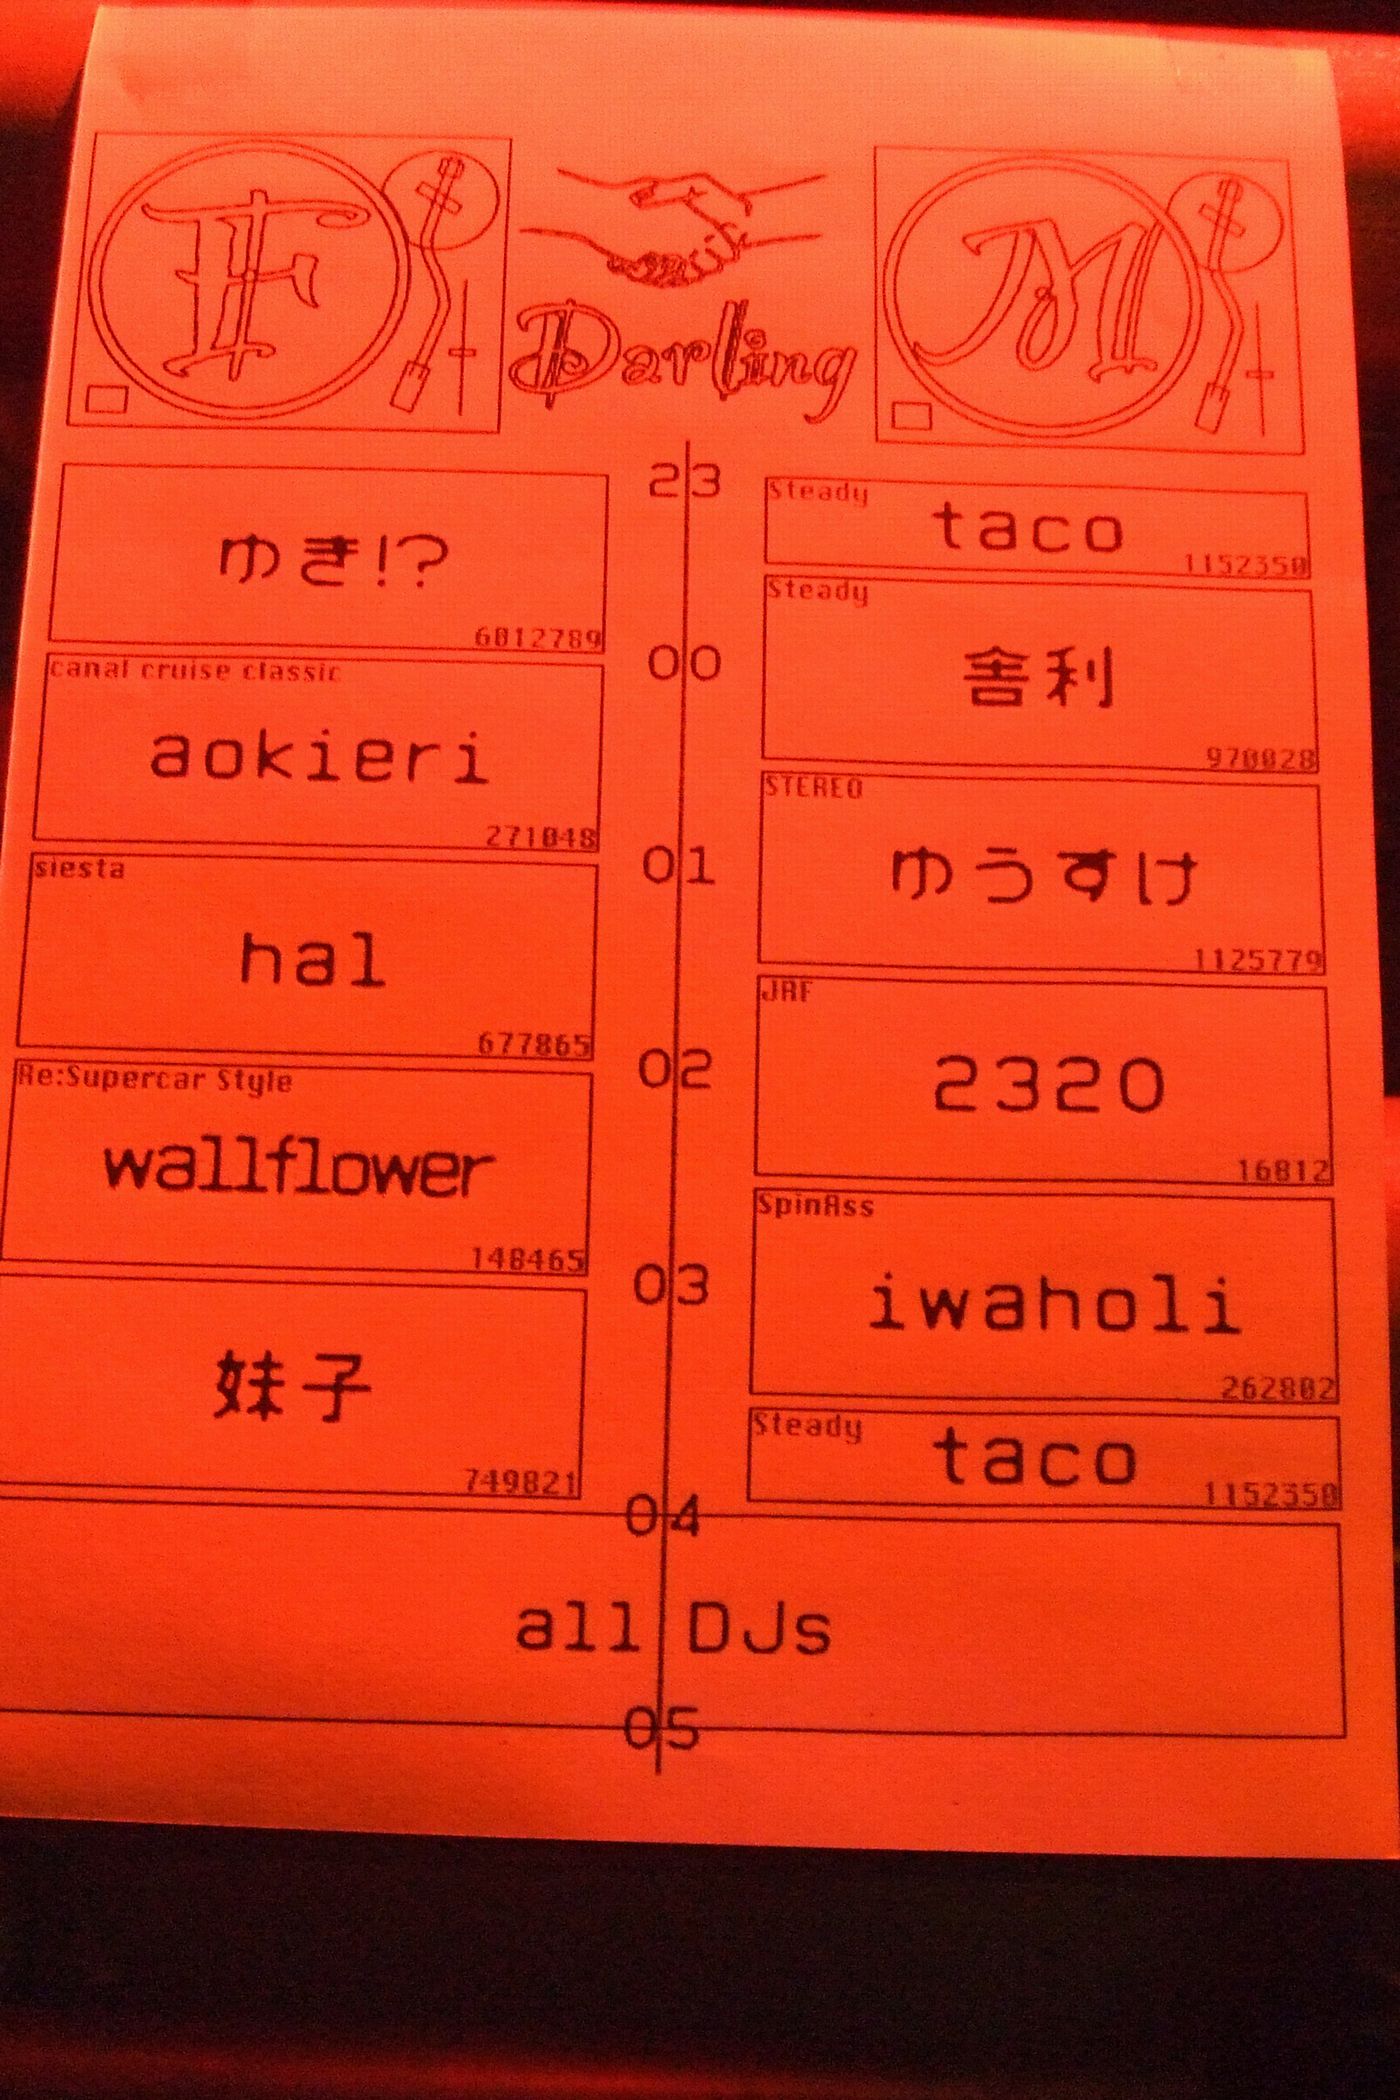 F
Darling
M
23
ゆき!?
6012789
canal cruise classic
aokieri
271048
siesta
hal
677865
Re:Supercar Style
wallflower
148465
妹子
749821
00
01
02
03
04
Steady
taco
1152350
Steady
舎利
970028
STEREO
ゆうすけ
1125779
JAF
2320
16812
SpinAss
iwaholi
262802
Steady
taco
1152350
all DJs
05